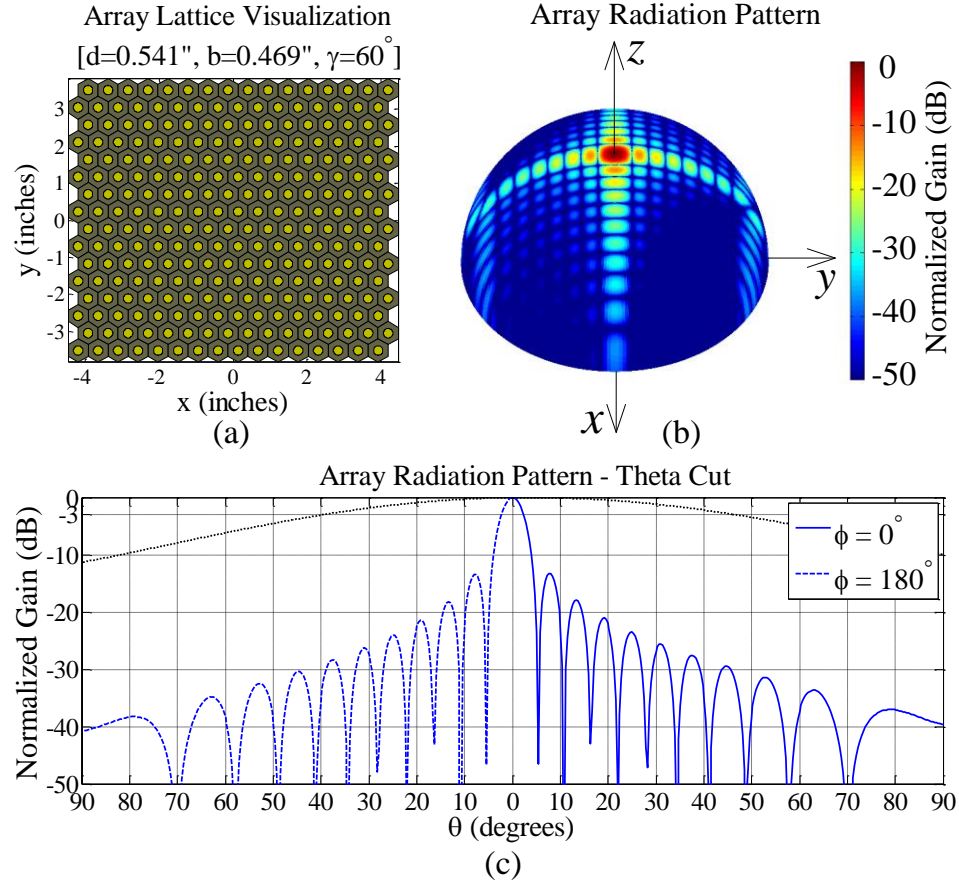 Array Lattice Visualization
[d=0.541", b=0.469", γ=60°]
3
2
1
0
-1
-2
-3
y (inches)
-4
-2
0
2
4
x (inches)
(a)
Array Radiation Pattern
z
y
x
0
-10
-20
-30
-40
-50
Normalized Gain (dB)
(b)
Array Radiation Pattern - Theta Cut
0
-3
-10
-20
-30
-40
-50
Normalized Gain (dB)
ϕ = 0°
ϕ = 180°
90 80 70 60 50 40 30 20 10 0 10 20 30 40 50 60 70 80 90
θ (degrees)
(c)